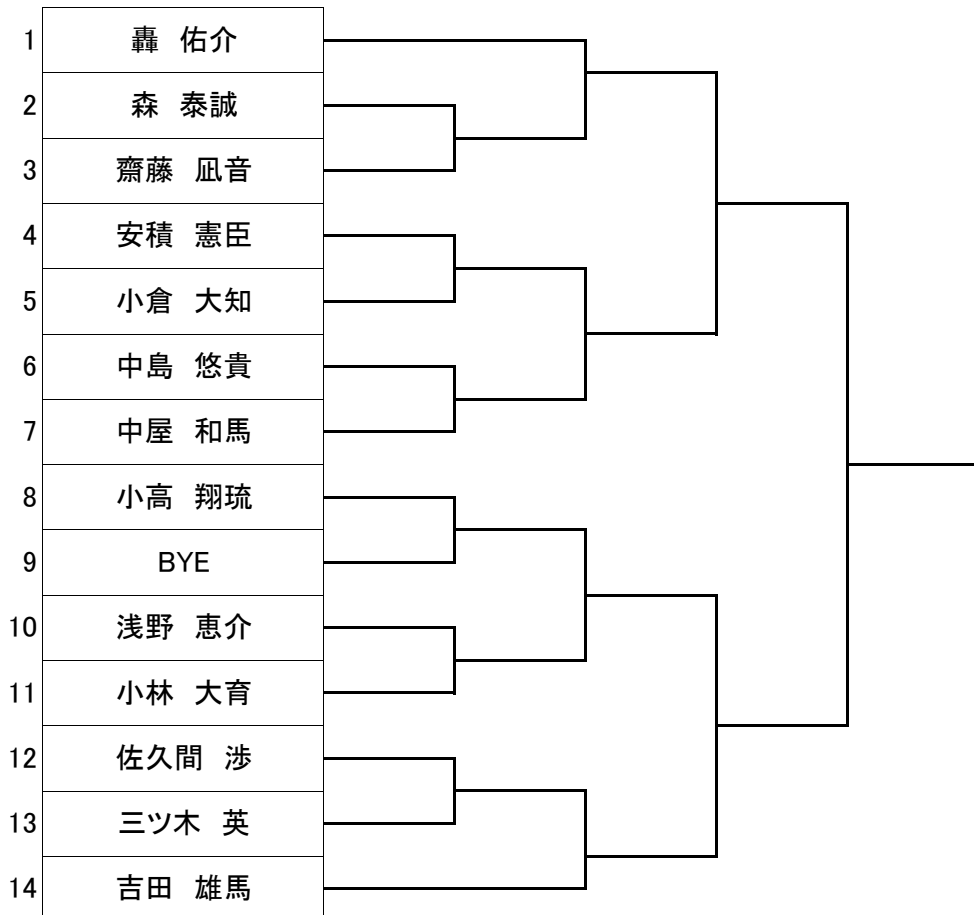 1 轟 佑介
2 森 泰誠
3 齋藤 凪音
4 安積 憲臣
5 小倉 大知
6 中島 悠貴
7 中屋 和馬
8 小高 翔琉
9 BYE
10 浅野 恵介
11 小林 大育
12 佐久間 渉
13 三ツ木 英
14 吉田 雄馬